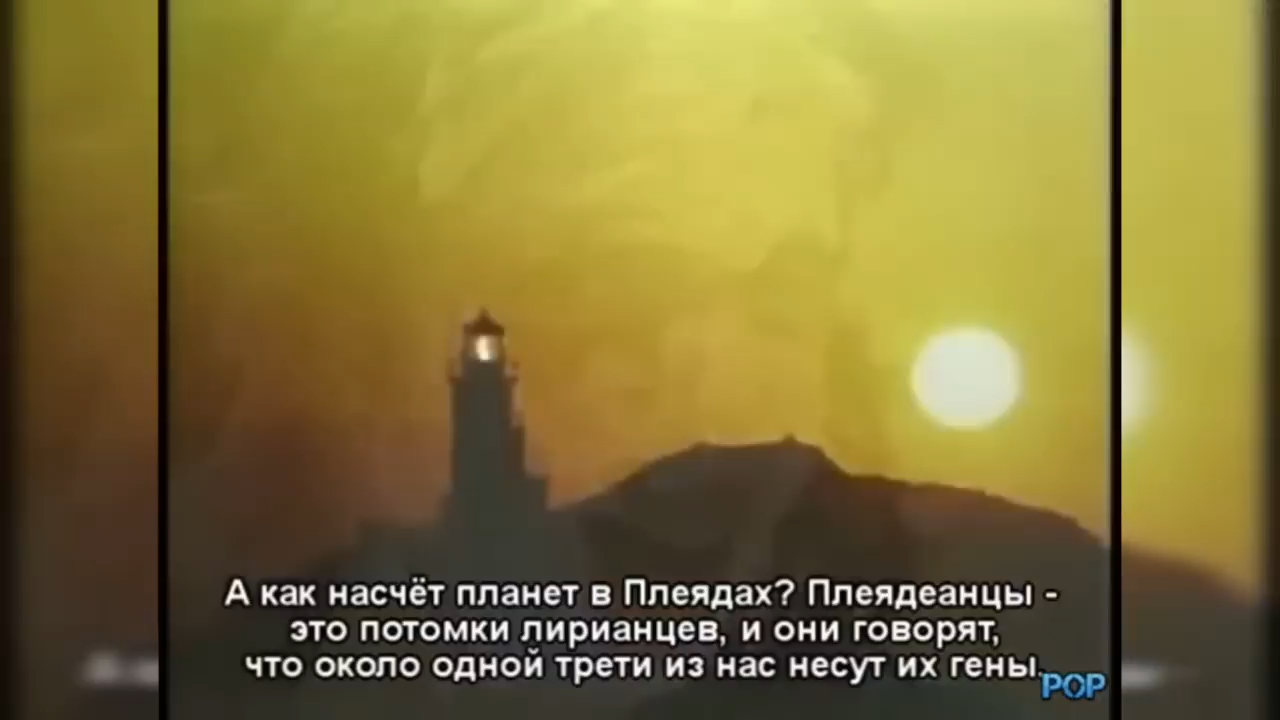 А как насчёт планет в Плеядах? Плеядеанцы -
это потомки лирианцев, и они говорят,
что около одной трети из нас несут их гены.
POP